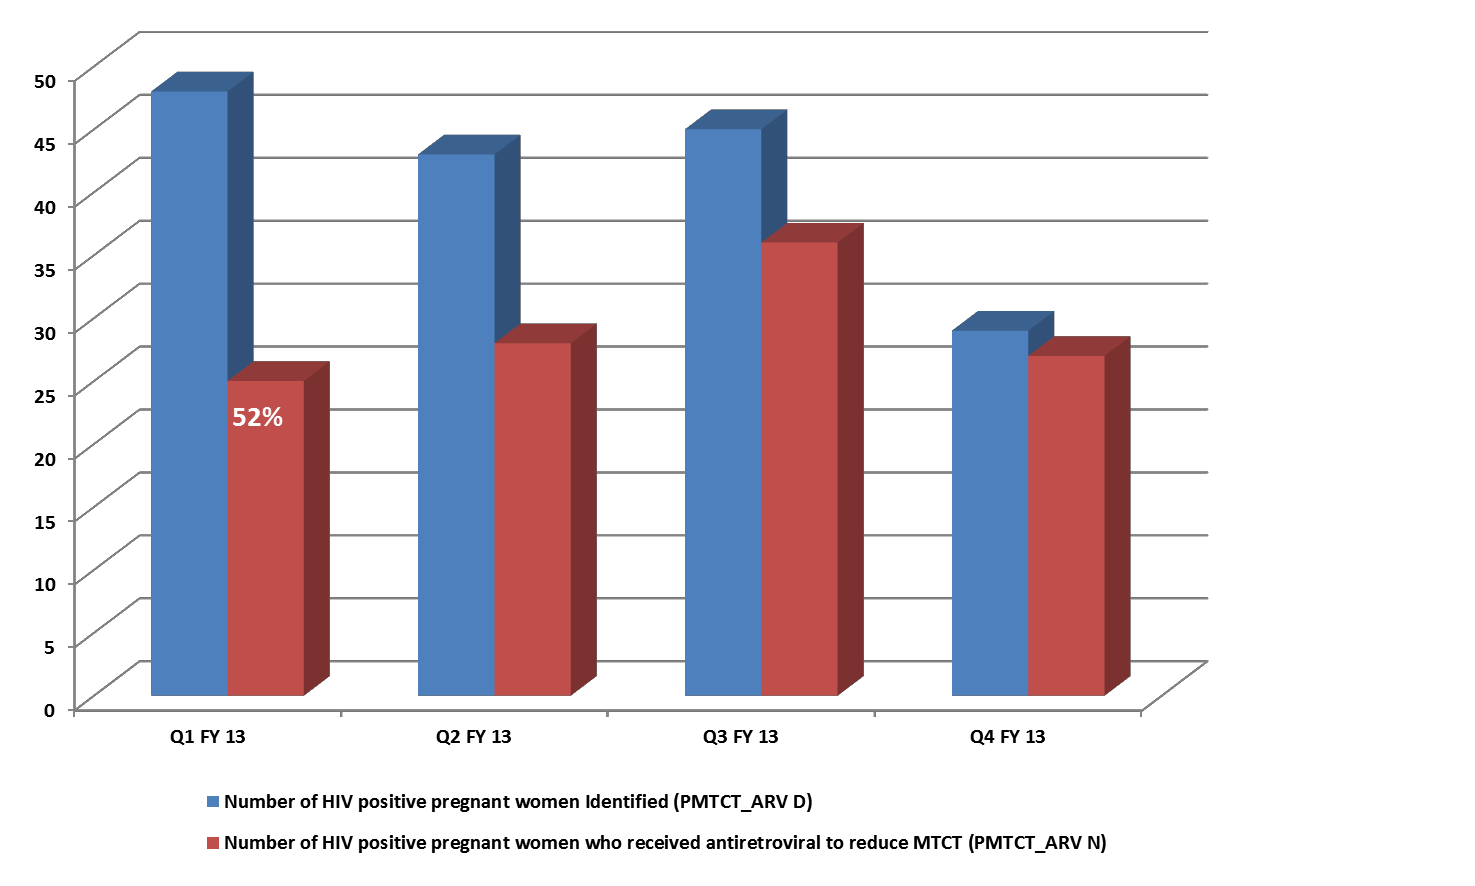 50
45
40
35
30
25
20
15
10
5
0
52%
Q1 FY 13
Q2 FY 13
Q3 FY 13
Q4 FY 13
Number of HIV positive pregnant women Identified (PMTCT_ARV D)
Number of HIV positive pregnant women who received antiretroviral to reduce MTCT (PMTCT_ARV N)